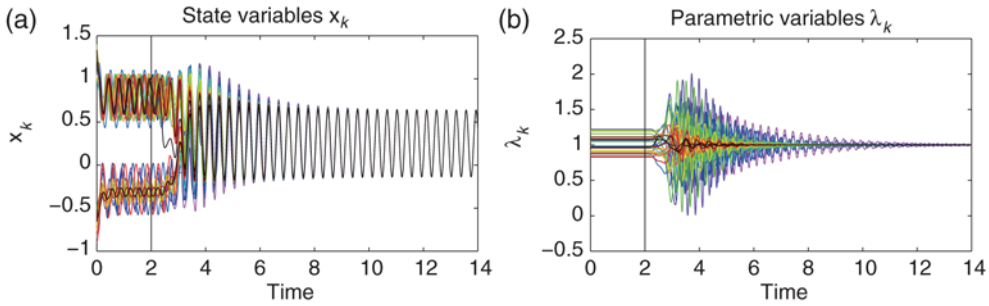 (a)
State variables x_k
1.5
1
0.5
0
−0.5
−1
x_k
0 2 4 6 8 10 12 14
Time
(b)
Parametric variables λ_k
2.5
2
1.5
1
0.5
0
−0.5
λ_k
0 2 4 6 8 10 12 14
Time